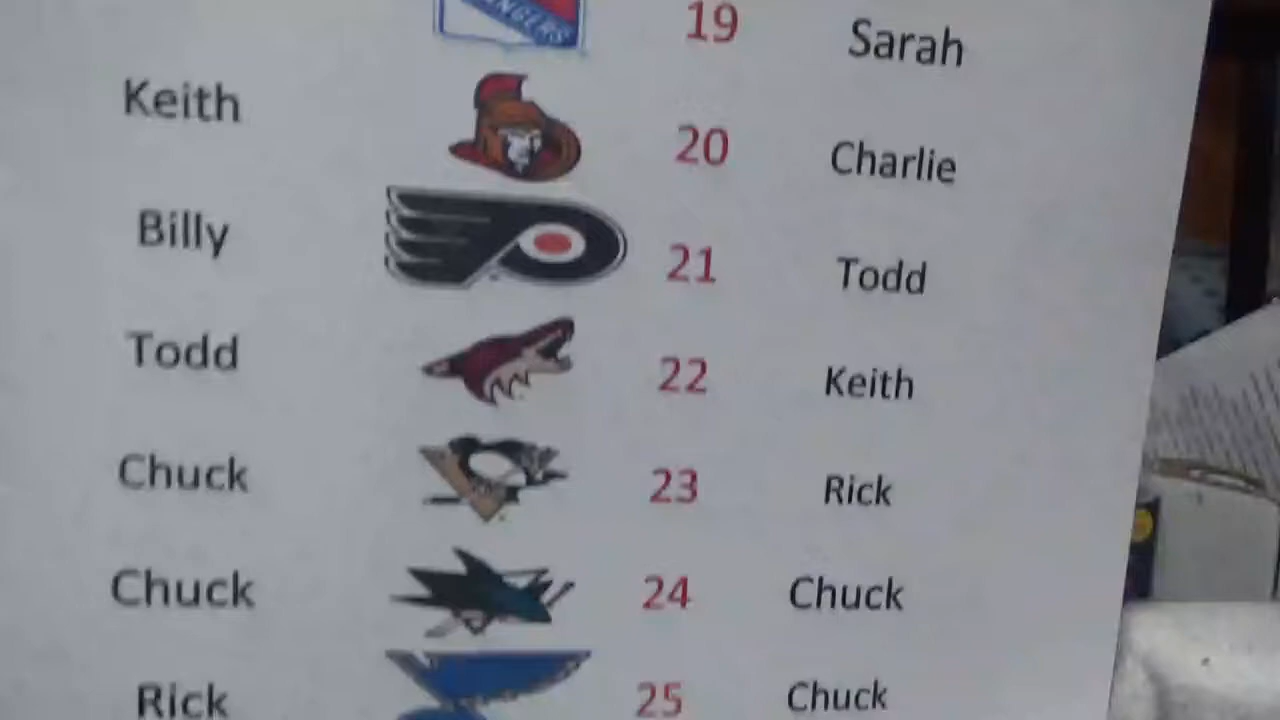 RANGERS 19 Sarah
Keith 20 Charlie
Billy 21 Todd
Todd 22 Keith
Chuck 23 Rick
Chuck 24 Chuck
Rick 25 Chuck